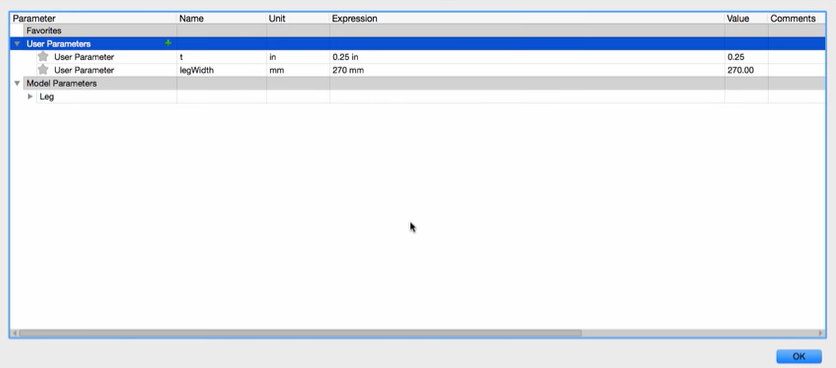 Parameter Name Unit Expression Value Comments
Favorites
User Parameters
User Parameter t in 0.25 in 0.25
User Parameter legWidth mm 270 mm 270.00
Model Parameters
Leg
OK